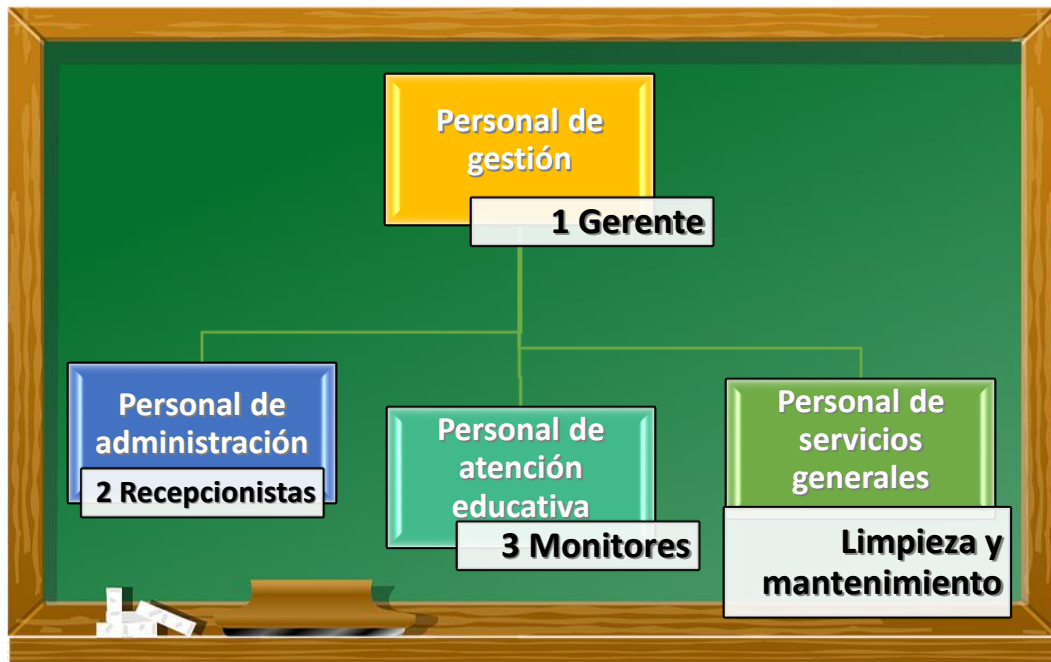 Personal de
gestión
1 Gerente
Personal de
administración
2 Recepcionistas
Personal de
atención
educativa
3 Monitores
Personal de
servicios
generales
Limpieza y
mantenimiento